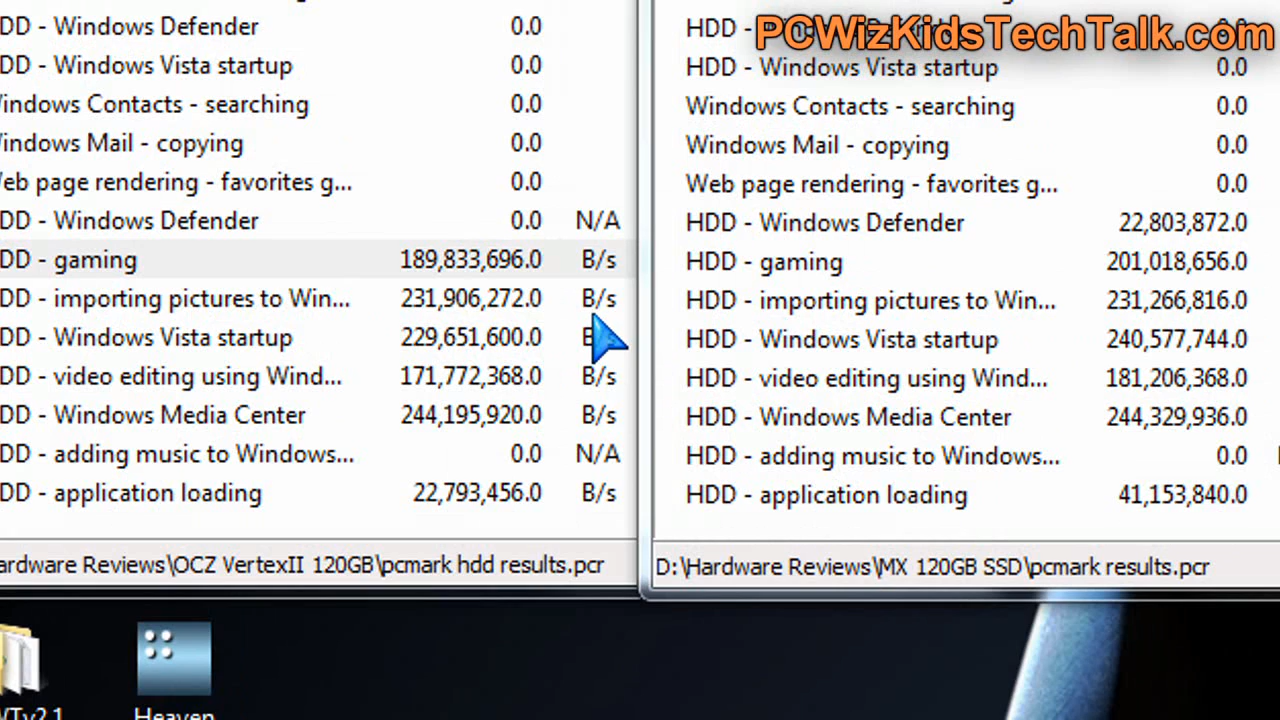 PCWizKidsTechTalk.com
DD - Windows Defender 0.0
DD - Windows Vista startup 0.0
indows Contacts - searching 0.0
indows Mail - copying 0.0
eb page rendering - favorites g... 0.0
DD - Windows Defender 0.0 N/A
DD - gaming 189,833,696.0 B/s
DD - importing pictures to Win... 231,906,272.0 B/s
DD - Windows Vista startup 229,651,600.0
DD - video editing using Wind... 171,772,368.0 B/s
DD - Windows Media Center 244,195,920.0 B/s
DD - adding music to Windows... 0.0 N/A
DD - application loading 22,793,456.0 B/s
ardware Reviews\OCZ VertexII 120GB\pcmark hdd results.pcr
HDD -
HDD - Windows Vista startup 0.0
Windows Contacts - searching 0.0
Windows Mail - copying 0.0
Web page rendering - favorites g... 0.0
HDD - Windows Defender 22,803,872.0
HDD - gaming 201,018,656.0
HDD - importing pictures to Win... 231,266,816.0
HDD - Windows Vista startup 240,577,744.0
HDD - video editing using Wind... 181,206,368.0
HDD - Windows Media Center 244,329,936.0
HDD - adding music to Windows... 0.0
HDD - application loading 41,153,840.0
D:\Hardware Reviews\MX 120GB SSD\pcmark results.pcr
Heaven